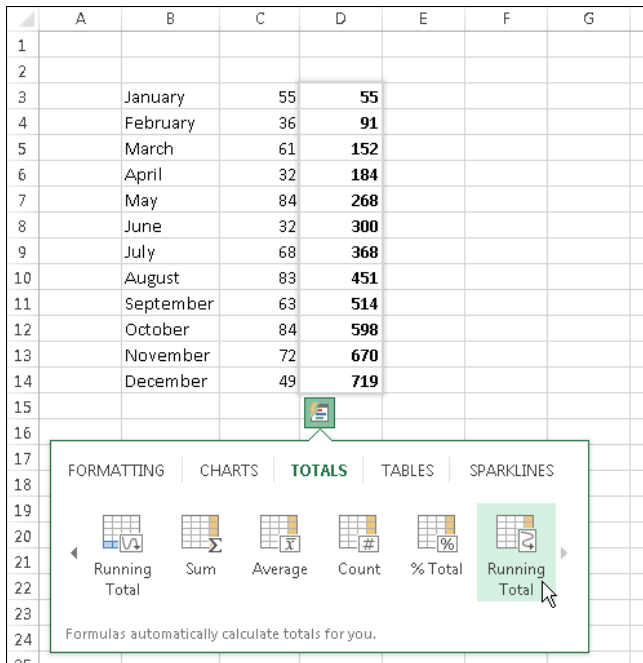 A B C D E F G
1
2
3 January 55 55
4 February 36 91
5 March 61 152
6 April 32 184
7 May 84 268
8 June 32 300
9 July 68 368
10 August 83 451
11 September 63 514
12 October 84 598
13 November 72 670
14 December 49 719
15
16
17
18
19
20
21
22
23
24
25
FORMATTING CHARTS TOTALS TABLES SPARKLINES
Σ x̄ # %
Running Sum Average Count % Total Running
Total Total
Formulas automatically calculate totals for you.